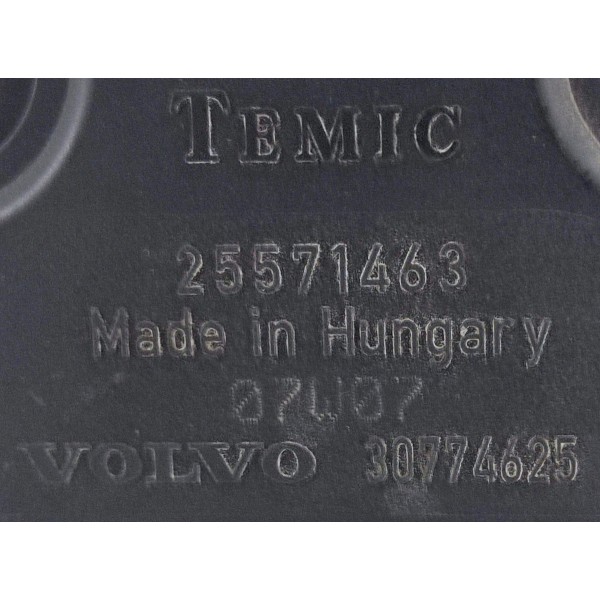 TEMIC
25571463
Made in Hungary
07W07
VOLVO 30774625